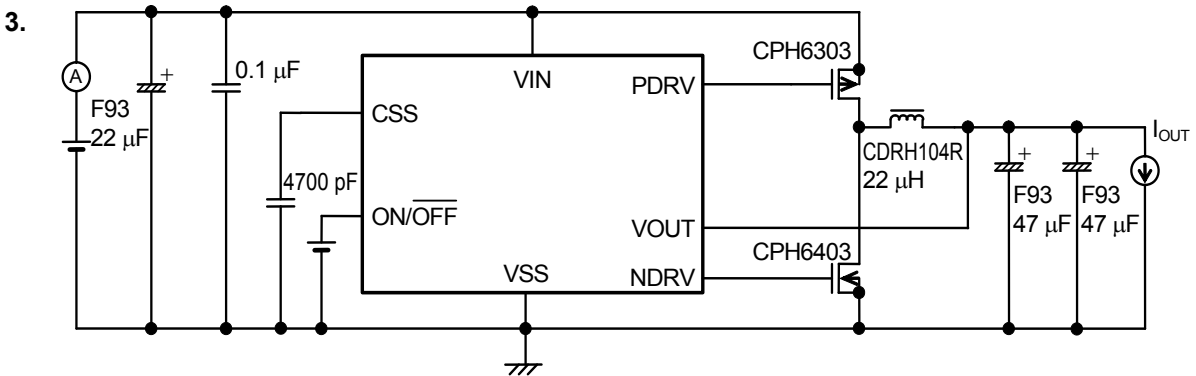 3.
CPH6303
A
+
0.1 μF
VIN
PDRV
F93
22 μF
CSS
IOUT
CDRH104R
22 μH
+
+
4700 pF
F93
47 μF
F93
47 μF
ON/OFF
VOUT
CPH6403
VSS
NDRV